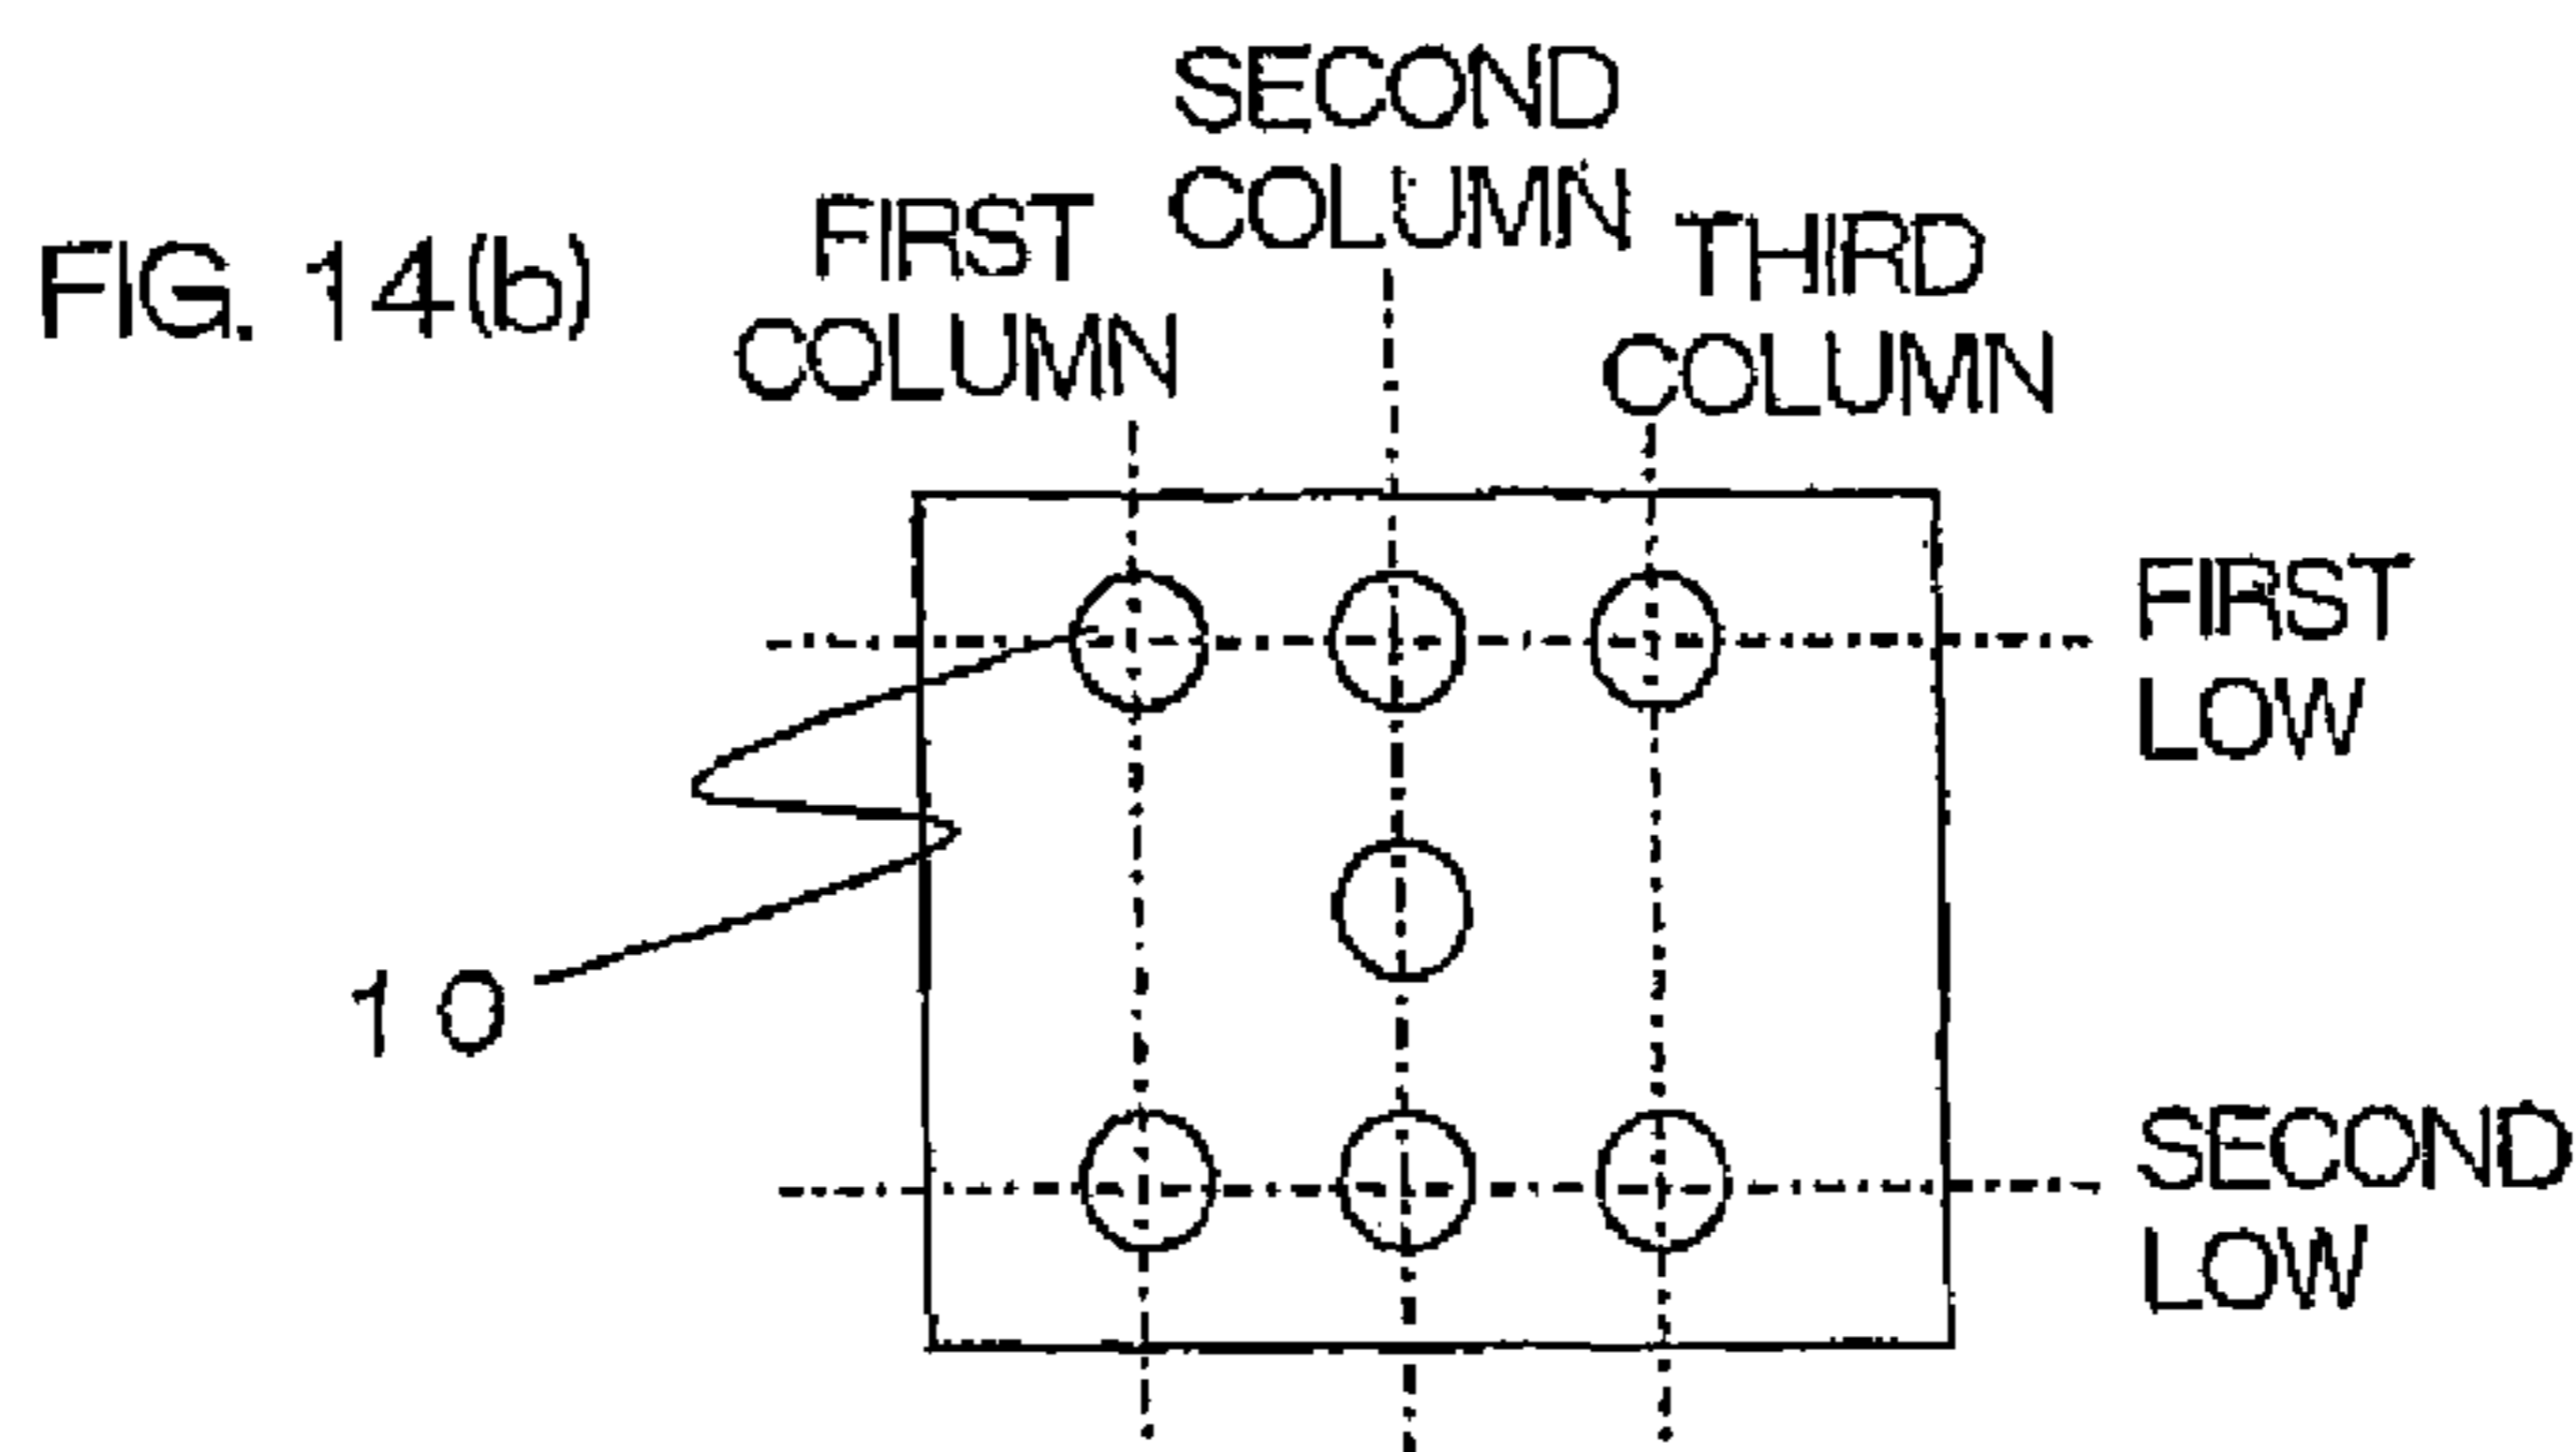 FIG. 14(b)
FIRST
COLUMN
SECOND
COLUMN
THIRD
COLUMN
FIRST
LOW
10
SECOND
LOW